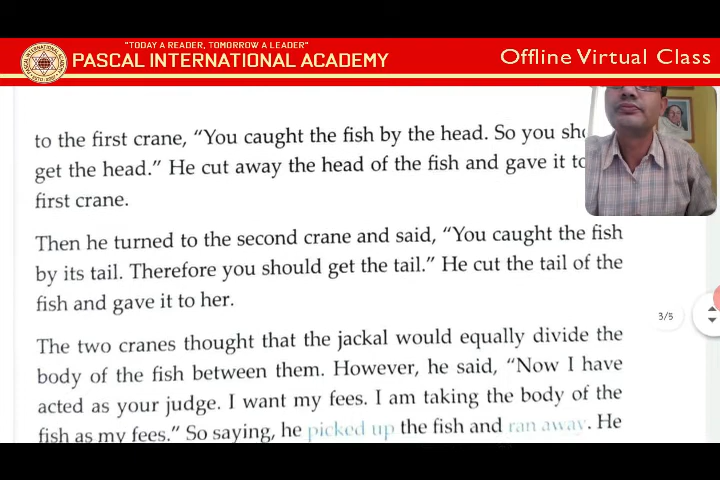 "TODAY A READER, TOMORROW A LEADER"
PASCAL INTERNATIONAL ACADEMY
Offline Virtual Class
to the first crane, “You caught the fish by the head. So you
get the head.” He cut away the head of the fish and gave it to
first crane.
Then he turned to the second crane and said, “You caught the fish
by its tail. Therefore you should get the tail.” He cut the tail of the
fish and gave it to her.
3/5
The two cranes thought that the jackal would equally divide the
body of the fish between them. However, he said, “Now I have
acted as your judge. I want my fees. I am taking the body of the
fish as my fees.” So saying, he picked up the fish and ran away. He